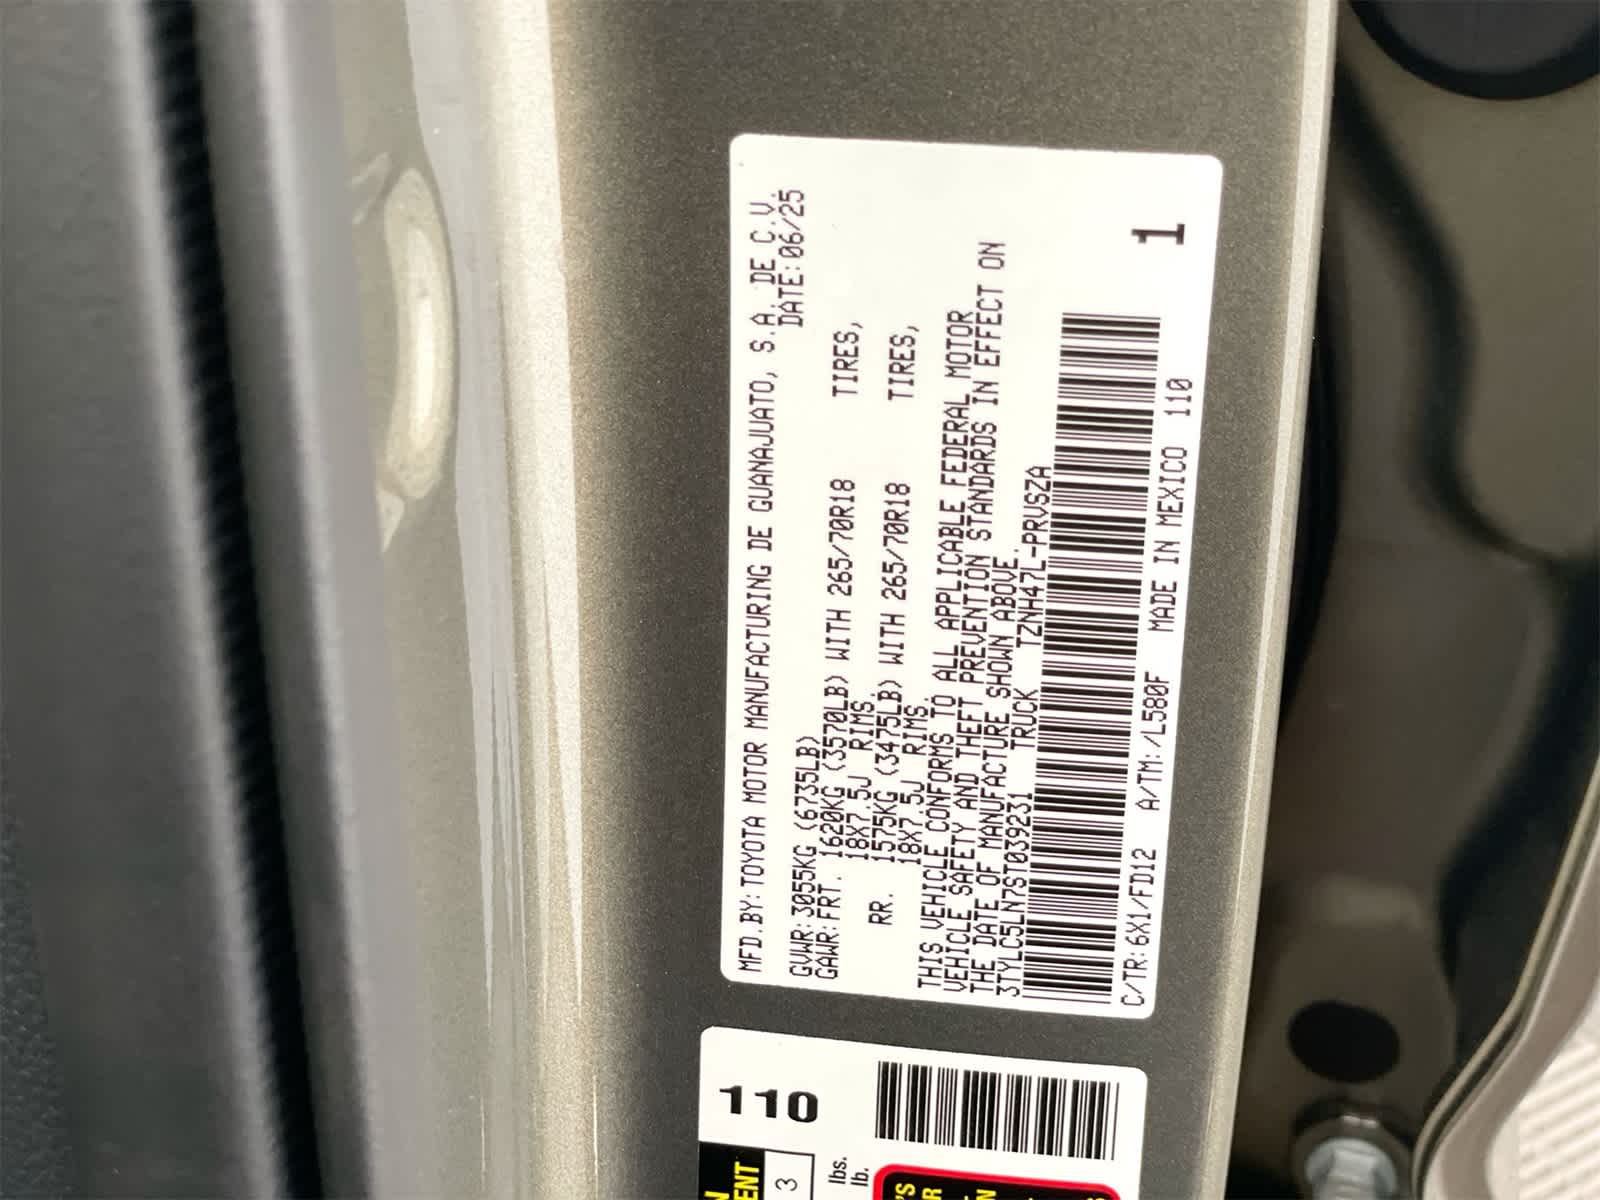 MFD.BY:TOYOTA MOTOR MANUFACTURING DE GUANAJUATO, S.A. DE C.V.
DATE:06/25
GVWR:3055KG (6735LB)
GAWR:FRT. 1620KG (3570LB) WITH 265/70R18 TIRES,
18X7.5J RIMS.
RR. 1575KG (3475LB) WITH 265/70R18 TIRES,
18X7.5J RIMS.
THIS VEHICLE CONFORMS TO ALL APPLICABLE FEDERAL MOTOR
VEHICLE SAFETY AND THEFT PREVENTION STANDARDS IN EFFECT ON
THE DATE OF MANUFACTURE SHOWN ABOVE.
3TYLC5LN7ST039231 TRUCK TZNH47L-PRVSZA
1
C/TR:6X1/FD12 A/TM:/L580F MADE IN MEXICO 110
110
3
lbs.
lb.